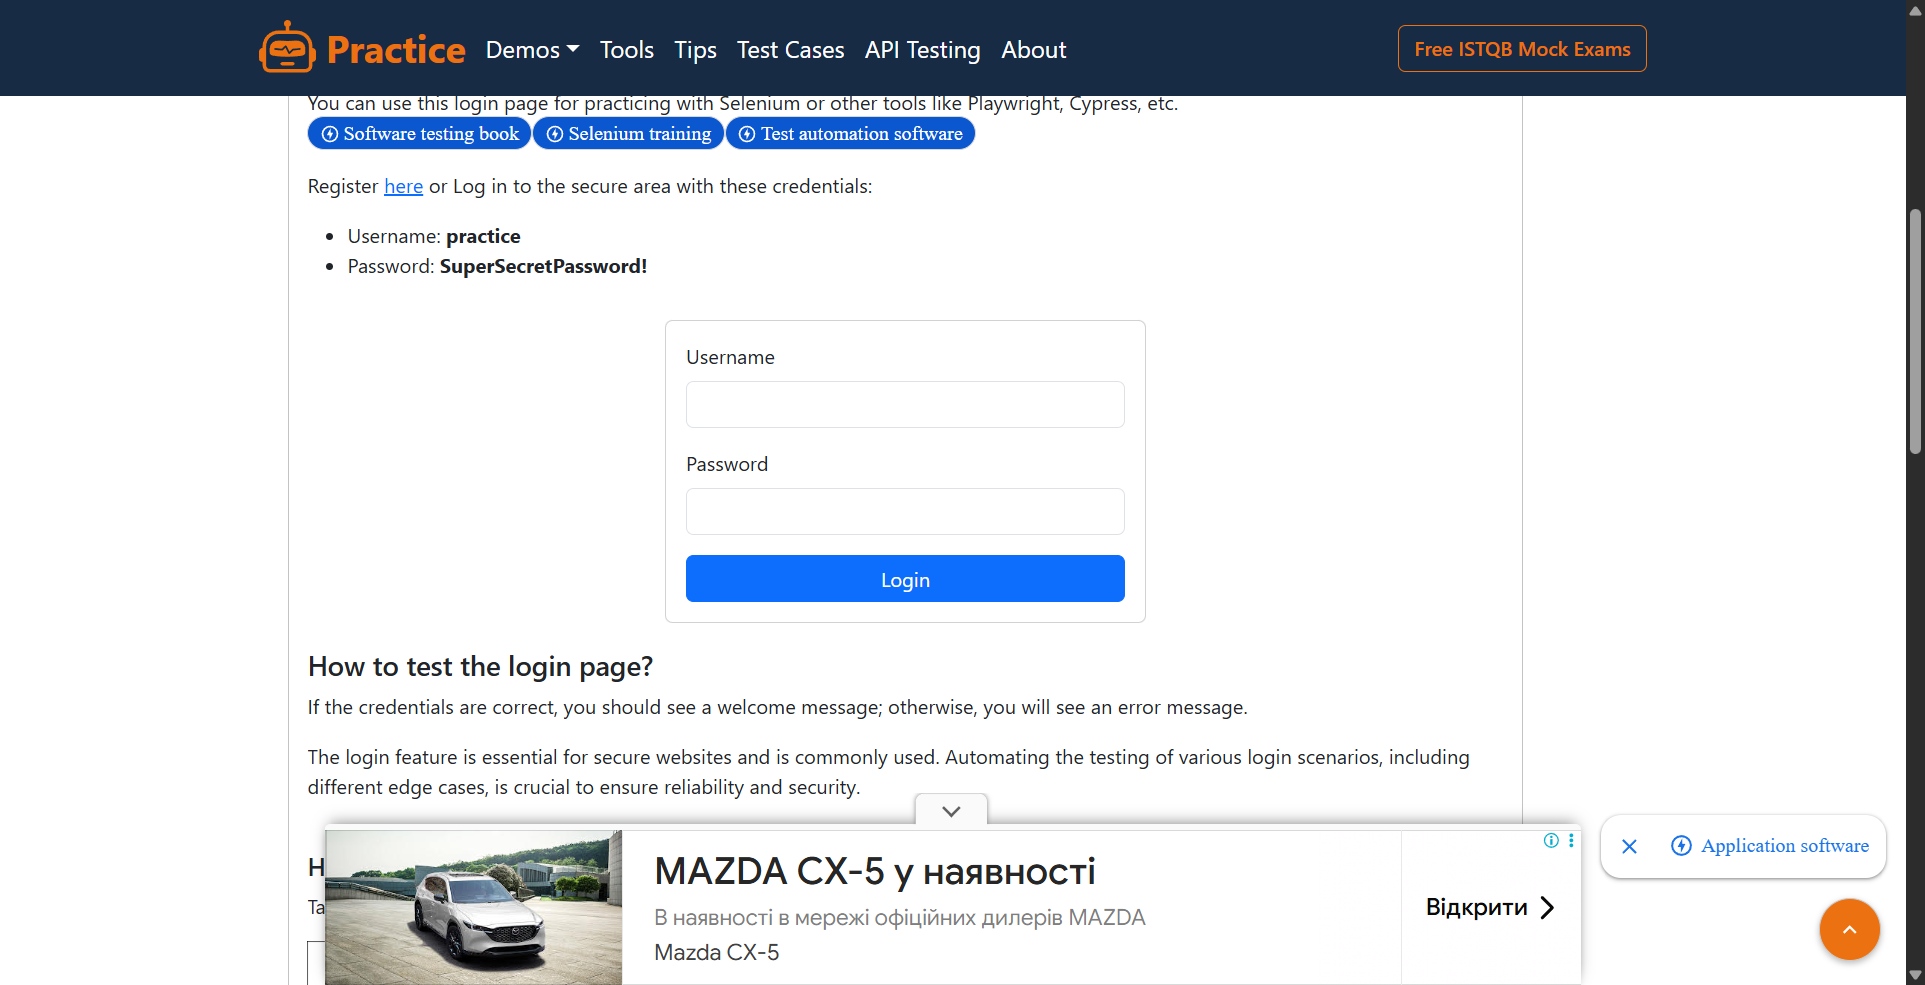 Practice Demos Tools Tips Test Cases API Testing About Free ISTQB Mock Exams
You can use this login page for practicing with Selenium or other tools like Playwright, Cypress, etc.
Software testing book Selenium training Test automation software
Register here or Log in to the secure area with these credentials:
Username: practice
Password: SuperSecretPassword!
Username
Password
Login
How to test the login page?
If the credentials are correct, you should see a welcome message; otherwise, you will see an error message.
The login feature is essential for secure websites and is commonly used. Automating the testing of various login scenarios, including
different edge cases, is crucial to ensure reliability and security.
MAZDA CX-5 у наявності
В наявності в мережі офіційних дилерів MAZDA
Mazda CX-5
Відкрити
Application software